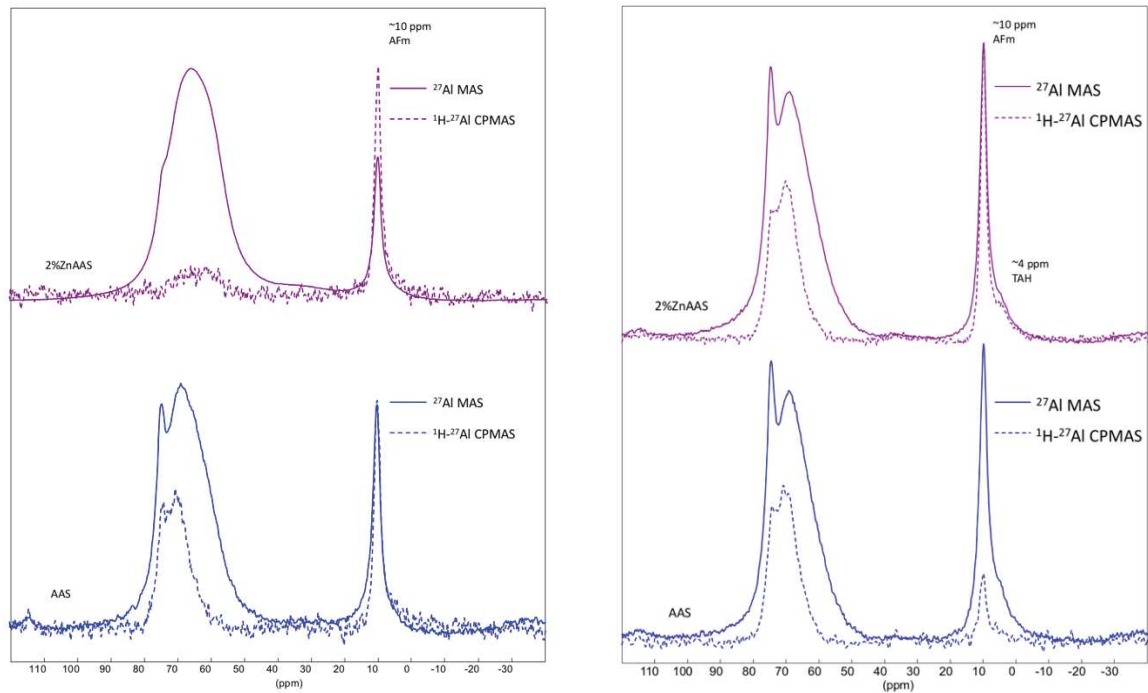 ~10 ppm
AFm
²⁷Al MAS
¹H-²⁷Al CPMAS
2%ZnAAS
²⁷Al MAS
¹H-²⁷Al CPMAS
AAS
110 100 90 80 70 60 50 40 30 20 10 0 -10 -20 -30
(ppm)
~10 ppm
AFm
²⁷Al MAS
¹H-²⁷Al CPMAS
~4 ppm
TAH
2%ZnAAS
²⁷Al MAS
¹H-²⁷Al CPMAS
AAS
110 100 90 80 70 60 50 40 30 20 10 0 -10 -20 -30
(ppm)